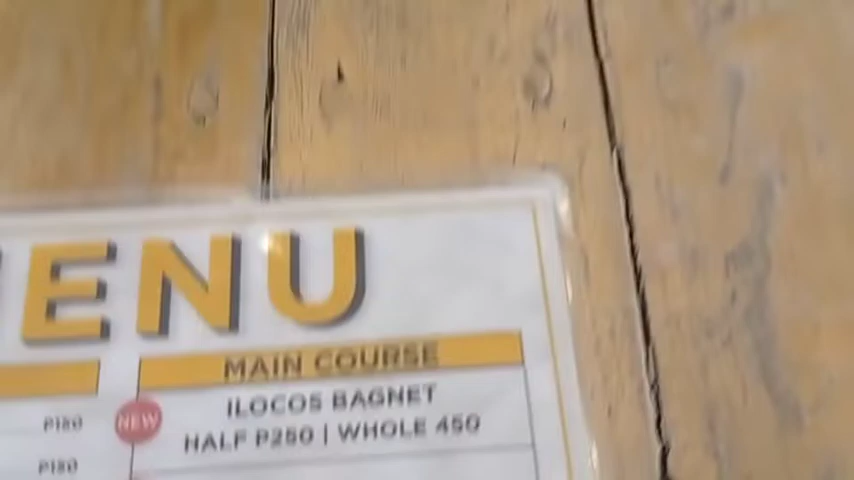 ENU
MAIN COURSE
P180
NEW
ILOCOS BAGNET
HALF P250 | WHOLE 450
P180